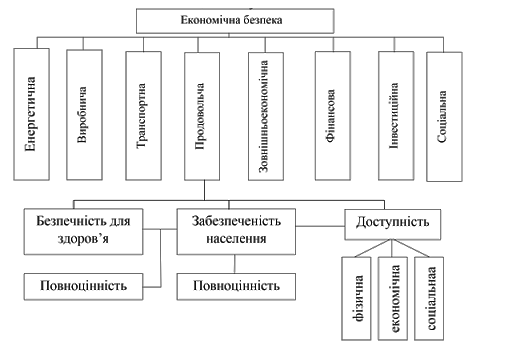 Економічна безпека
Енергетична
Виробнича
Транспортна
Продовольча
Зовнішньоекономічна
Фінансова
Інвестиційна
Соціальна
Безпечність для
здоров’я
Забезпеченість
населення
Доступність
Повноцінність
Повноцінність
фізична
економічна
соціальнаа